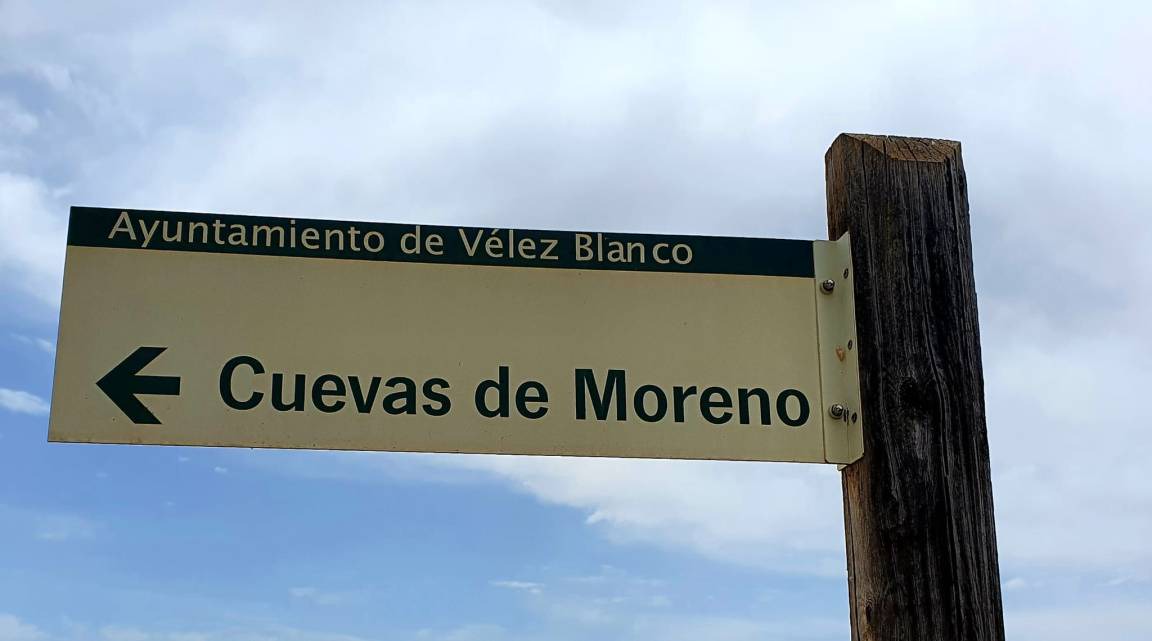 Ayuntamiento de Vélez Blanco
Cuevas de Moreno